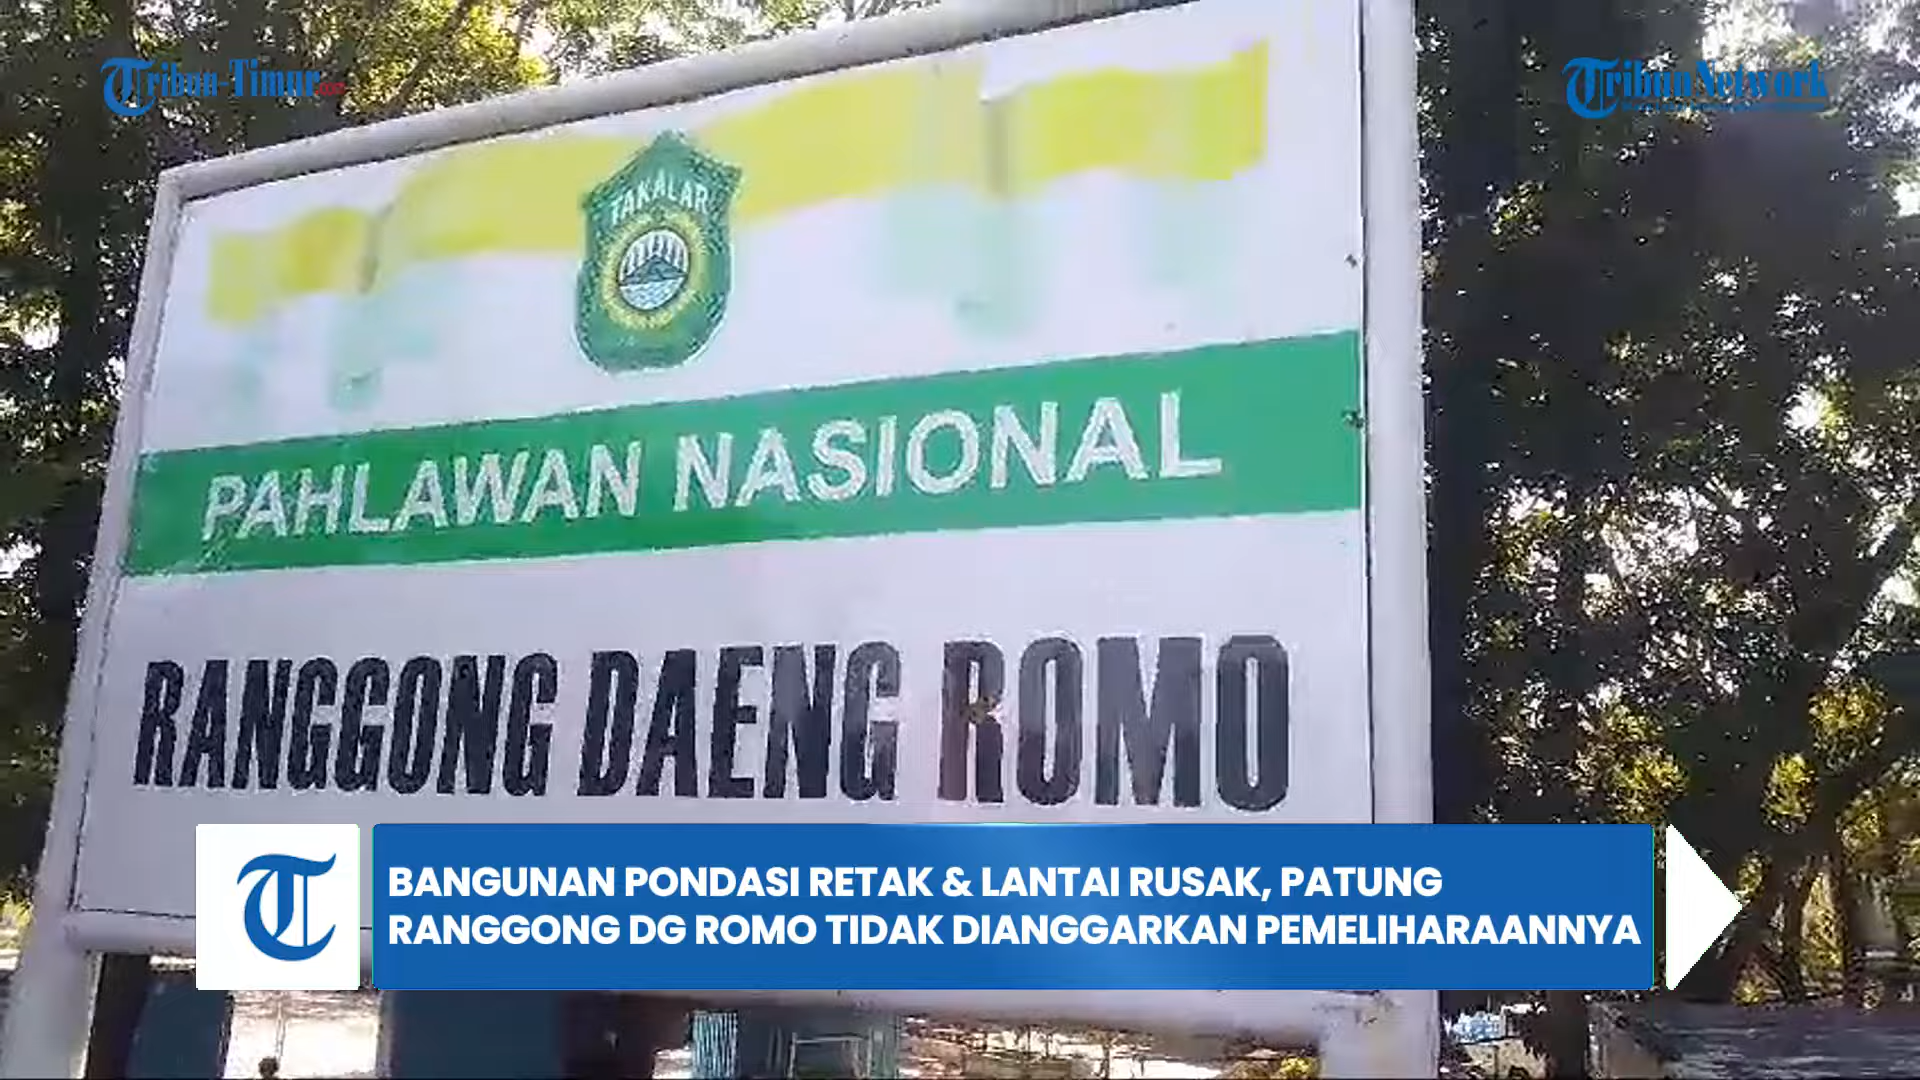 Tribun-Timur.com
TribunNetwork
TAKALAR
PAHLAWAN NASIONAL
RANGGONG DAENG ROMO
BANGUNAN PONDASI RETAK & LANTAI RUSAK, PATUNG
RANGGONG DG ROMO TIDAK DIANGGARKAN PEMELIHARAANNYA